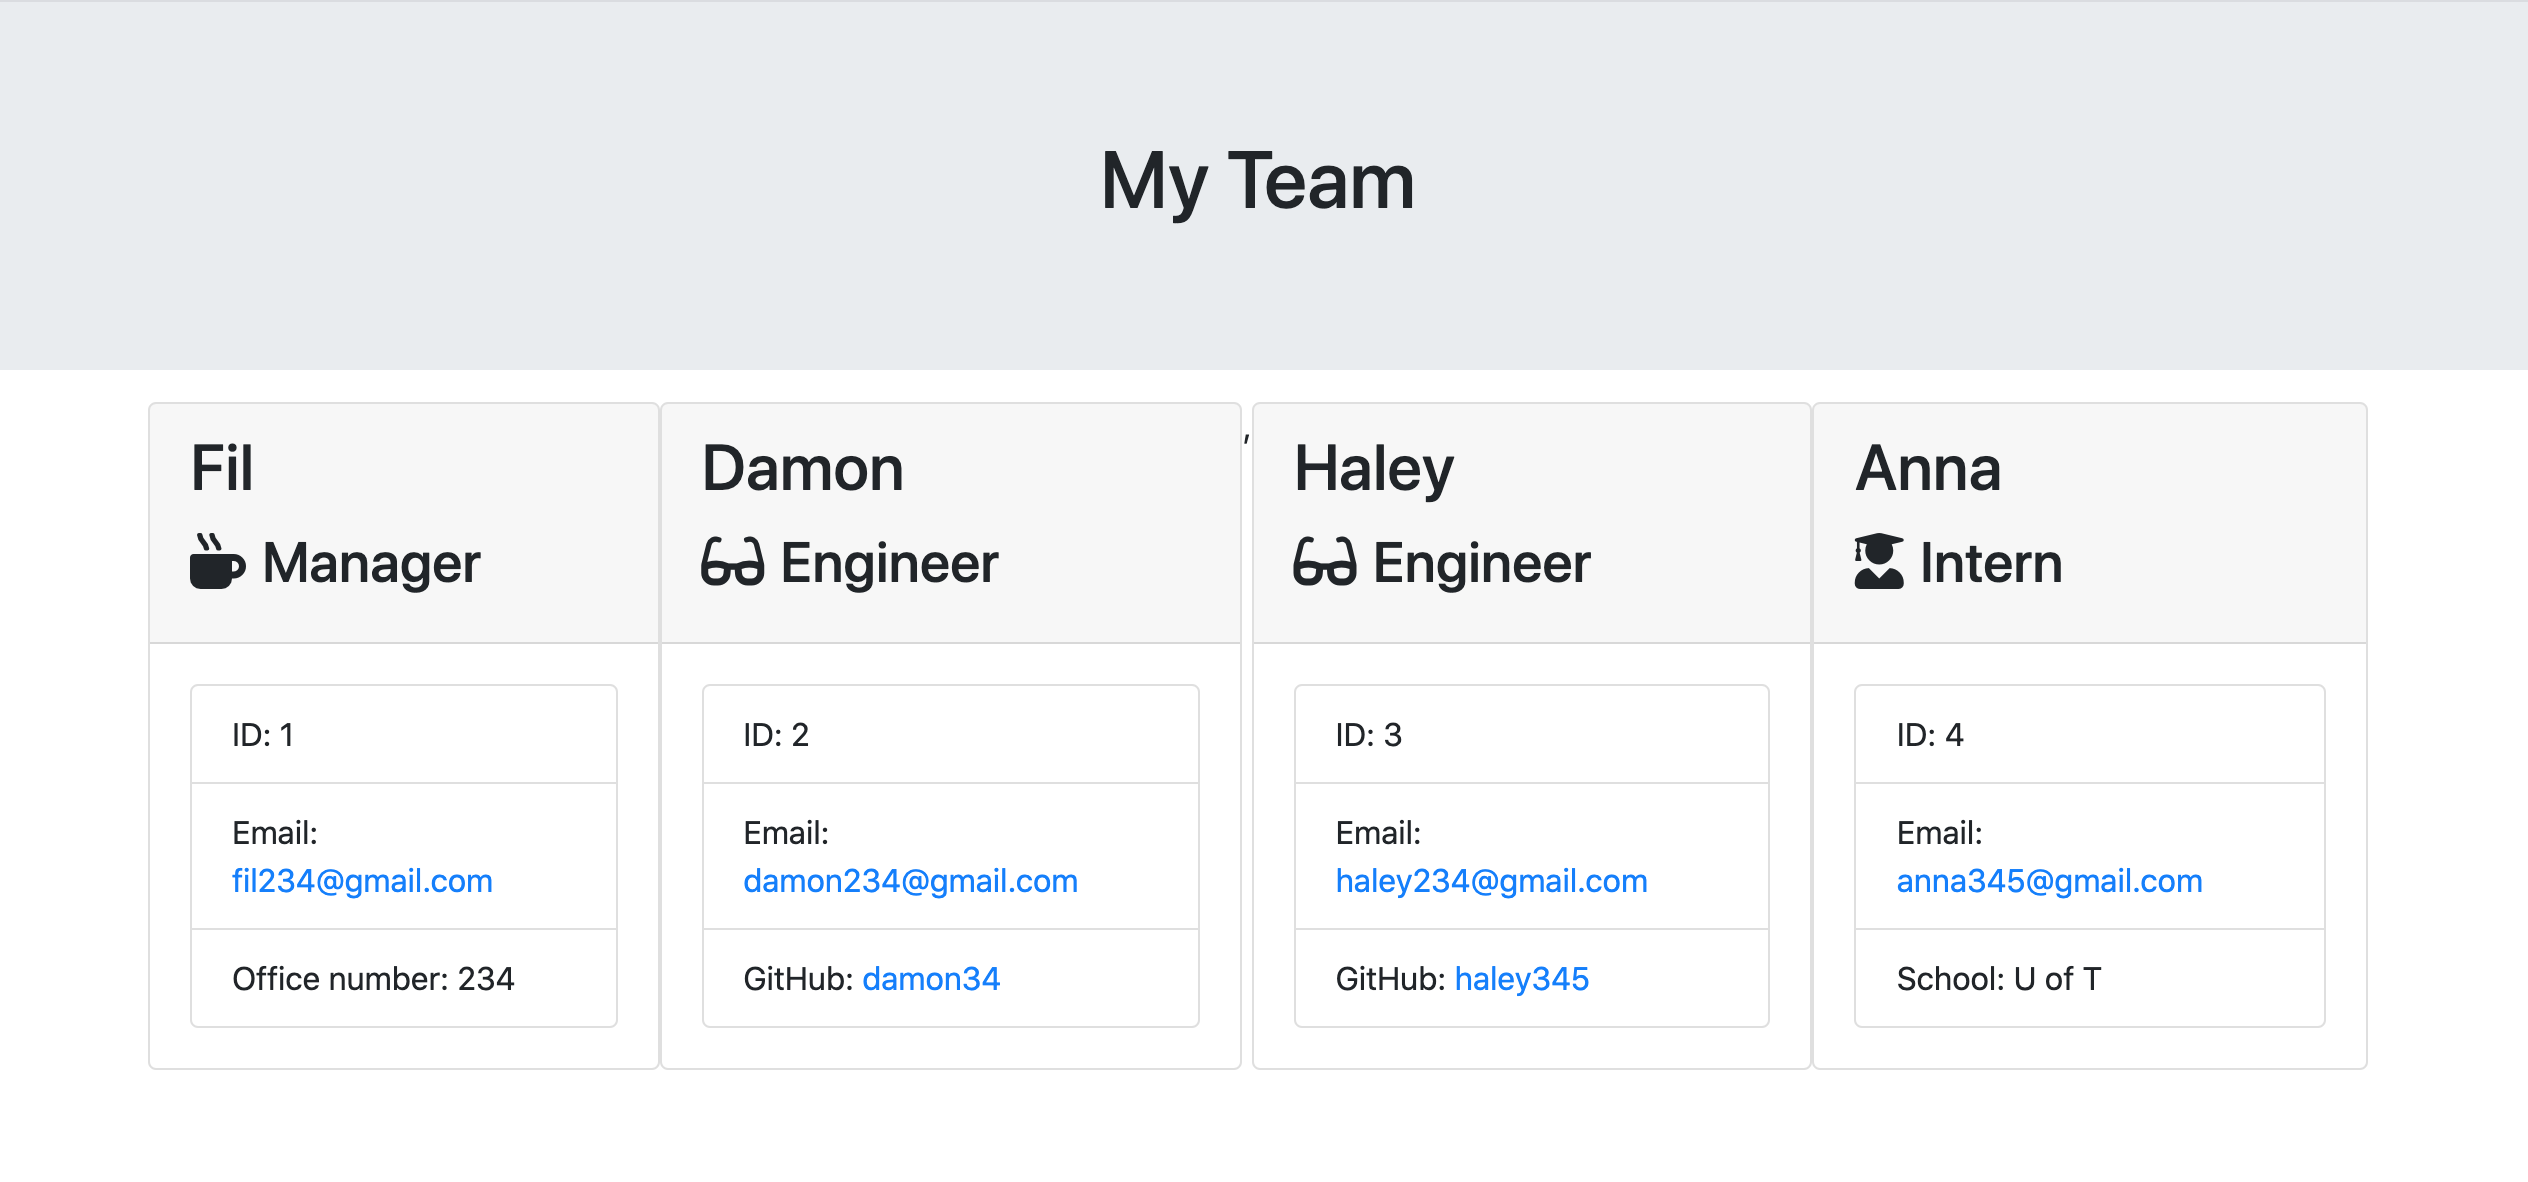 My Team
Fil
Manager
ID: 1
Email:
fil234@gmail.com
Office number: 234
Damon
Engineer
ID: 2
Email:
damon234@gmail.com
GitHub: damon34
,
Haley
Engineer
ID: 3
Email:
haley234@gmail.com
GitHub: haley345
Anna
Intern
ID: 4
Email:
anna345@gmail.com
School: U of T